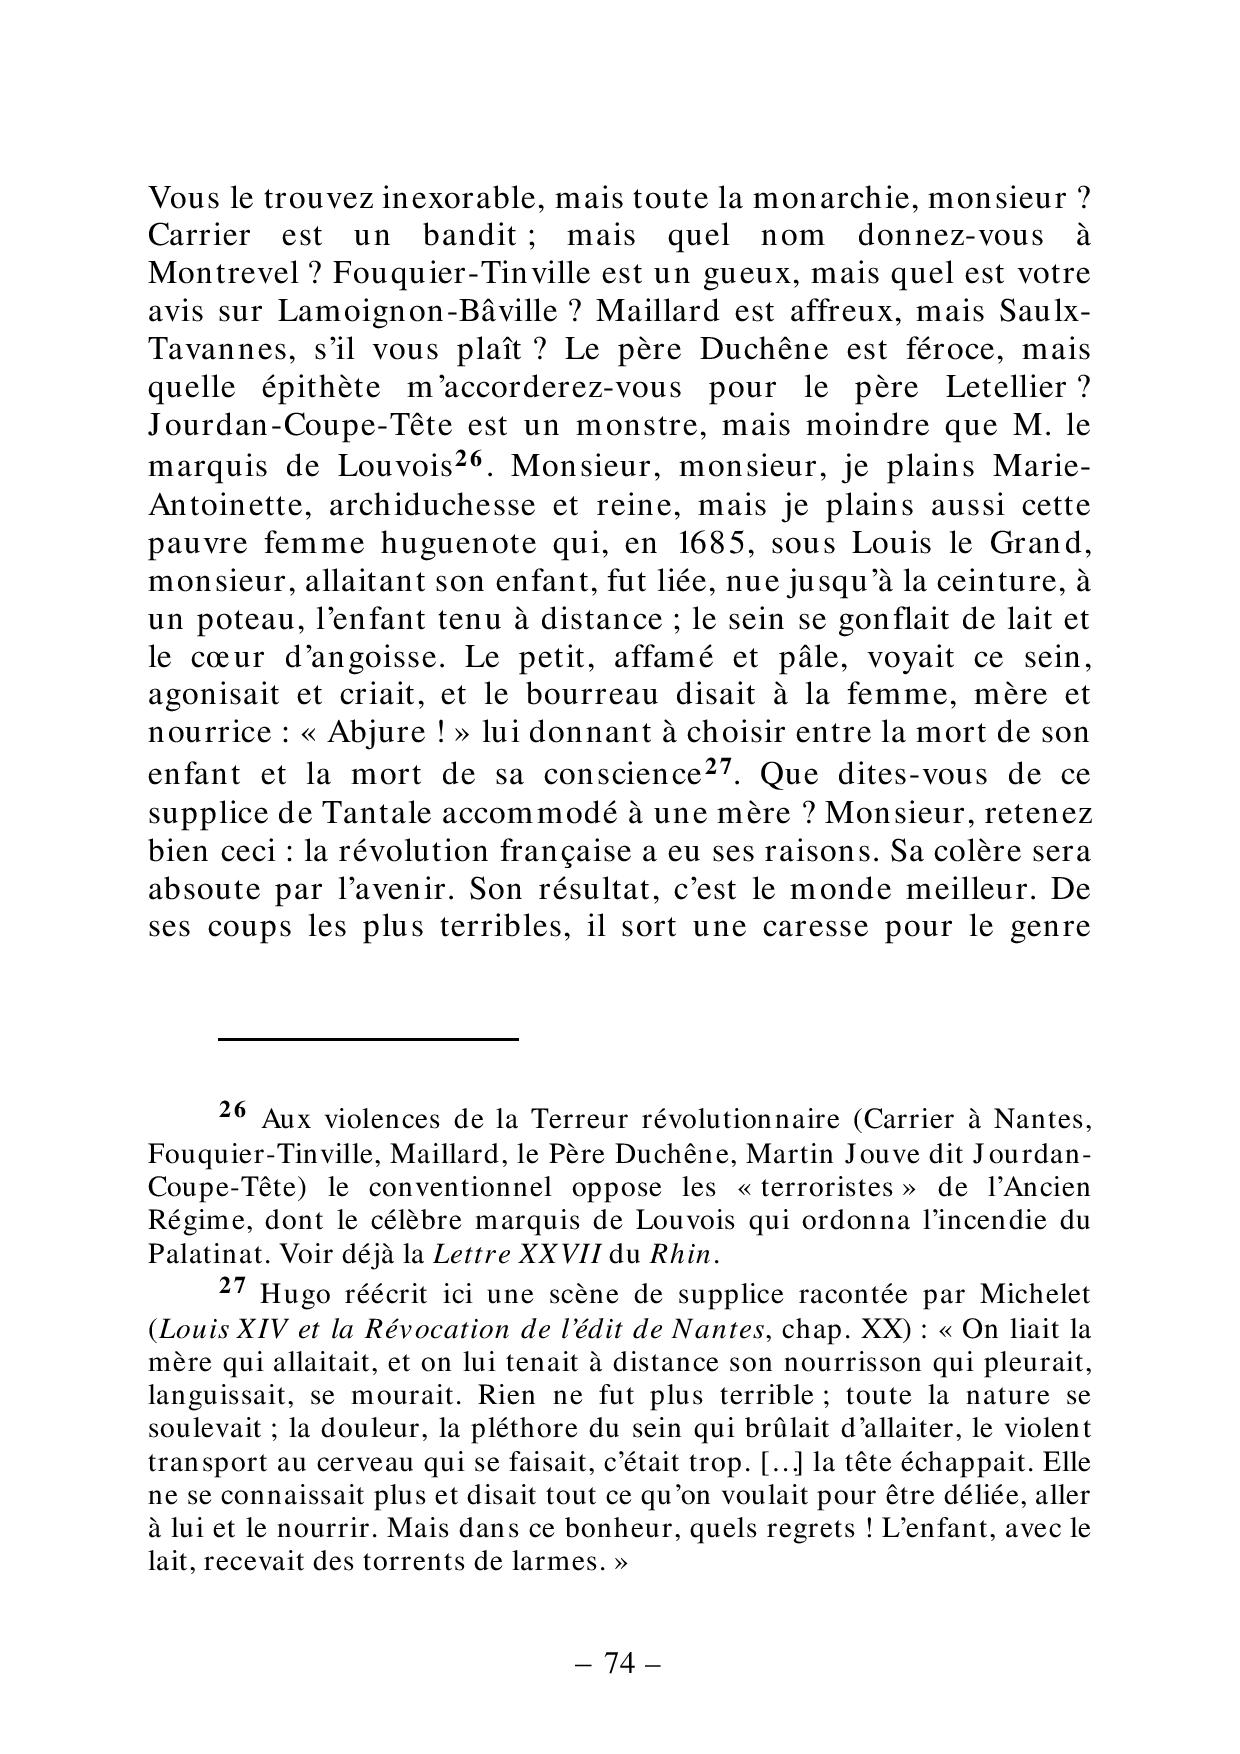 Vous le trouvez inexorable, mais toute la monarchie, monsieur ?
Carrier est un bandit ; mais quel nom donnez-vous à
Montrevel ? Fouquier-Tinville est un gueux, mais quel est votre
avis sur Lamoignon-Bâville ? Maillard est affreux, mais Saulx-
Tavannes, s’il vous plaît ? Le père Duchêne est féroce, mais
quelle épithète m’accorderez-vous pour le père Letellier ?
Jourdan-Coupe-Tête est un monstre, mais moindre que M. le
marquis de Louvois26. Monsieur, monsieur, je plains Marie-
Antoinette, archiduchesse et reine, mais je plains aussi cette
pauvre femme huguenote qui, en 1685, sous Louis le Grand,
monsieur, allaitant son enfant, fut liée, nue jusqu’à la ceinture, à
un poteau, l’enfant tenu à distance ; le sein se gonflait de lait et
le cœur d’angoisse. Le petit, affamé et pâle, voyait ce sein,
agonisait et criait, et le bourreau disait à la femme, mère et
nourrice : « Abjure ! » lui donnant à choisir entre la mort de son
enfant et la mort de sa conscience27. Que dites-vous de ce
supplice de Tantale accommodé à une mère ? Monsieur, retenez
bien ceci : la révolution française a eu ses raisons. Sa colère sera
absoute par l’avenir. Son résultat, c’est le monde meilleur. De
ses coups les plus terribles, il sort une caresse pour le genre
26 Aux violences de la Terreur révolutionnaire (Carrier à Nantes,
Fouquier-Tinville, Maillard, le Père Duchêne, Martin Jouve dit Jourdan-
Coupe-Tête) le conventionnel oppose les « terroristes » de l’Ancien
Régime, dont le célèbre marquis de Louvois qui ordonna l’incendie du
Palatinat. Voir déjà la Lettre XXVII du Rhin.
27 Hugo réécrit ici une scène de supplice racontée par Michelet
(Louis XIV et la Révocation de l’édit de Nantes, chap. XX) : « On liait la
mère qui allaitait, et on lui tenait à distance son nourrisson qui pleurait,
languissait, se mourait. Rien ne fut plus terrible ; toute la nature se
soulevait ; la douleur, la pléthore du sein qui brûlait d’allaiter, le violent
transport au cerveau qui se faisait, c’était trop. […] la tête échappait. Elle
ne se connaissait plus et disait tout ce qu’on voulait pour être déliée, aller
à lui et le nourrir. Mais dans ce bonheur, quels regrets ! L’enfant, avec le
lait, recevait des torrents de larmes. »
– 74 –